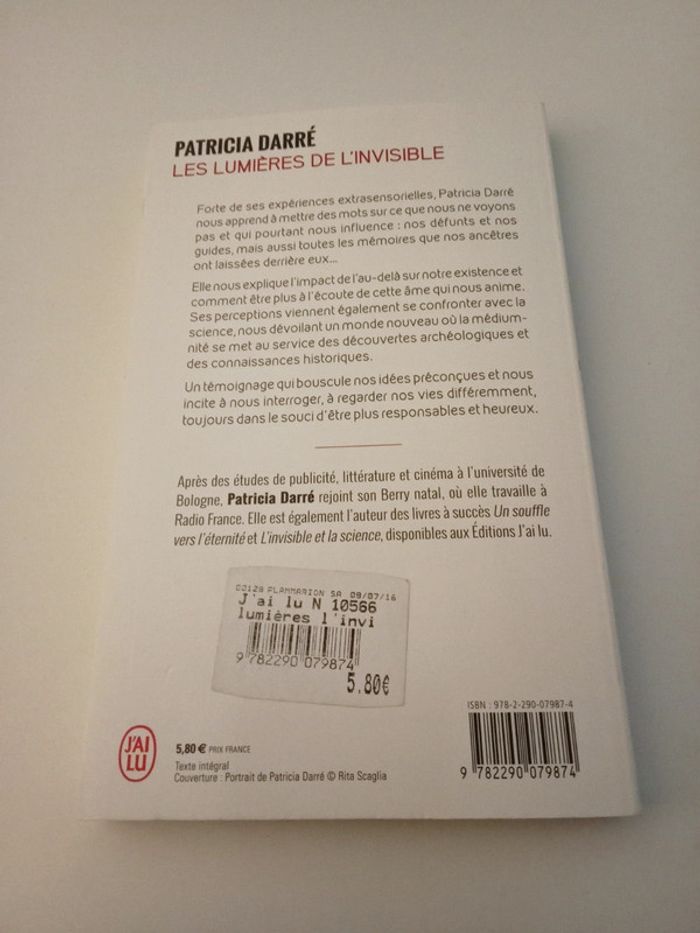 PATRICIA DARRÉ
LES LUMIÈRES DE L'INVISIBLE
Forte de ses expériences extrasensorielles, Patricia Darré
nous apprend à mettre des mots sur ce que nous ne voyons
pas et qui pourtant nous influence : nos défunts et nos
guides, mais aussi toutes les mémoires que nos ancêtres
ont laissées derrière eux...
Elle nous explique l'impact de l'au-delà sur notre existence et
comment être plus à l'écoute de cette âme qui nous anime.
Ses perceptions viennent également se confronter avec la
science, nous dévoilant un monde nouveau où la médium-
nité se met au service des découvertes archéologiques et
des connaissances historiques.
Un témoignage qui bouscule nos idées préconçues et nous
incite à nous interroger, à regarder nos vies différemment,
toujours dans le souci d'être plus responsables et heureux.
Après des études de publicité, littérature et cinéma à l'université de
Bologne, Patricia Darré rejoint son Berry natal, où elle travaille à
Radio France. Elle est également l'auteur des livres à succès Un souffle
vers l'éternité et L'invisible et la science, disponibles aux Éditions J'ai lu.
00128 FLAMMARION SA 09/07/16
J'ai lu N 10566
lumières l'invi
9 782290 079874
5.80€
ISBN : 978-2-290-07987-4
9 782290 079874
J'AI
LU
5,80 € PRIX FRANCE
Texte intégral
Couverture : Portrait de Patricia Darré © Rita Scaglia